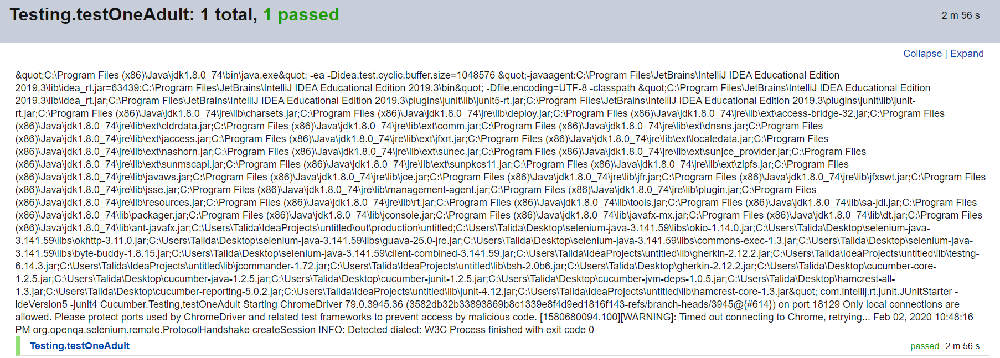 Testing.testOneAdult: 1 total, 1 passed
2 m 56 s
Collapse | Expand
&quot;C:\Program Files (x86)\Java\jdk1.8.0_74\bin\java.exe&quot; -ea -Didea.test.cyclic.buffer.size=1048576 &quot;-javaagent:C:\Program Files\JetBrains\IntelliJ IDEA Educational Edition
2019.3\lib\idea_rt.jar=63439:C:\Program Files\JetBrains\IntelliJ IDEA Educational Edition 2019.3\bin&quot; -Dfile.encoding=UTF-8 -classpath &quot;C:\Program Files\JetBrains\IntelliJ IDEA Educational Edition
2019.3\lib\idea_rt.jar;C:\Program Files\JetBrains\IntelliJ IDEA Educational Edition 2019.3\plugins\junit\lib\junit5-rt.jar;C:\Program Files\JetBrains\IntelliJ IDEA Educational Edition 2019.3\plugins\junit\lib\junit-
rt.jar;C:\Program Files (x86)\Java\jdk1.8.0_74\jre\lib\charsets.jar;C:\Program Files (x86)\Java\jdk1.8.0_74\jre\lib\deploy.jar;C:\Program Files (x86)\Java\jdk1.8.0_74\jre\lib\ext\access-bridge-32.jar;C:\Program Files
(x86)\Java\jdk1.8.0_74\jre\lib\ext\cldrdata.jar;C:\Program Files (x86)\Java\jdk1.8.0_74\jre\lib\ext\comm.jar;C:\Program Files (x86)\Java\jdk1.8.0_74\jre\lib\ext\dnsns.jar;C:\Program Files
(x86)\Java\jdk1.8.0_74\jre\lib\ext\jaccess.jar;C:\Program Files (x86)\Java\jdk1.8.0_74\jre\lib\ext\jfxrt.jar;C:\Program Files (x86)\Java\jdk1.8.0_74\jre\lib\ext\localedata.jar;C:\Program Files
(x86)\Java\jdk1.8.0_74\jre\lib\ext\nashorn.jar;C:\Program Files (x86)\Java\jdk1.8.0_74\jre\lib\ext\sunec.jar;C:\Program Files (x86)\Java\jdk1.8.0_74\jre\lib\ext\sunjce_provider.jar;C:\Program Files
(x86)\Java\jdk1.8.0_74\jre\lib\ext\sunmscapi.jar;C:\Program Files (x86)\Java\jdk1.8.0_74\jre\lib\ext\sunpkcs11.jar;C:\Program Files (x86)\Java\jdk1.8.0_74\jre\lib\ext\zipfs.jar;C:\Program Files
(x86)\Java\jdk1.8.0_74\jre\lib\javaws.jar;C:\Program Files (x86)\Java\jdk1.8.0_74\jre\lib\jce.jar;C:\Program Files (x86)\Java\jdk1.8.0_74\jre\lib\jfr.jar;C:\Program Files (x86)\Java\jdk1.8.0_74\jre\lib\jfxswt.jar;C:\Program Files
(x86)\Java\jdk1.8.0_74\jre\lib\jsse.jar;C:\Program Files (x86)\Java\jdk1.8.0_74\jre\lib\management-agent.jar;C:\Program Files (x86)\Java\jdk1.8.0_74\jre\lib\plugin.jar;C:\Program Files
(x86)\Java\jdk1.8.0_74\jre\lib\resources.jar;C:\Program Files (x86)\Java\jdk1.8.0_74\jre\lib\rt.jar;C:\Program Files (x86)\Java\jdk1.8.0_74\lib\tools.jar;C:\Program Files (x86)\Java\jdk1.8.0_74\lib\sa-jdi.jar;C:\Program Files
(x86)\Java\jdk1.8.0_74\lib\packager.jar;C:\Program Files (x86)\Java\jdk1.8.0_74\lib\jconsole.jar;C:\Program Files (x86)\Java\jdk1.8.0_74\lib\javafx-mx.jar;C:\Program Files (x86)\Java\jdk1.8.0_74\lib\dt.jar;C:\Program Files
(x86)\Java\jdk1.8.0_74\lib\ant-javafx.jar;C:\Users\Talida\IdeaProjects\untitled\out\production\untitled;C:\Users\Talida\Desktop\selenium-java-3.141.59\libs\okio-1.14.0.jar;C:\Users\Talida\Desktop\selenium-java-
3.141.59\libs\okhttp-3.11.0.jar;C:\Users\Talida\Desktop\selenium-java-3.141.59\libs\guava-25.0-jre.jar;C:\Users\Talida\Desktop\selenium-java-3.141.59\libs\commons-exec-1.3.jar;C:\Users\Talida\Desktop\selenium-java-
3.141.59\libs\byte-buddy-1.8.15.jar;C:\Users\Talida\Desktop\selenium-java-3.141.59\client-combined-3.141.59.jar;C:\Users\Talida\IdeaProjects\untitled\lib\gherkin-2.12.2.jar;C:\Users\Talida\IdeaProjects\untitled\lib\testng-
6.14.3.jar;C:\Users\Talida\IdeaProjects\untitled\lib\jcommander-1.72.jar;C:\Users\Talida\IdeaProjects\untitled\lib\bsh-2.0b6.jar;C:\Users\Talida\Desktop\gherkin-2.12.2.jar;C:\Users\Talida\Desktop\cucumber-core-
1.2.5.jar;C:\Users\Talida\Desktop\cucumber-java-1.2.5.jar;C:\Users\Talida\Desktop\cucumber-junit-1.2.5.jar;C:\Users\Talida\Desktop\cucumber-jvm-deps-1.0.5.jar;C:\Users\Talida\Desktop\hamcrest-all-
1.3.jar;C:\Users\Talida\Desktop\cucumber-reporting-5.0.2.jar;C:\Users\Talida\IdeaProjects\untitled\lib\junit-4.12.jar;C:\Users\Talida\IdeaProjects\untitled\lib\hamcrest-core-1.3.jar&quot; com.intellij.rt.junit.JUnitStarter -
ideVersion5 -junit4 Cucumber.Testing,testOneAdult Starting ChromeDriver 79.0.3945.36 (3582db32b33893869b8c1339e8f4d9ed1816f143-refs/branch-heads/3945@{#614}) on port 18129 Only local connections are
allowed. Please protect ports used by ChromeDriver and related test frameworks to prevent access by malicious code. [1580680094.100][WARNING]: Timed out connecting to Chrome, retrying... Feb 02, 2020 10:48:16
PM org.openqa.selenium.remote.ProtocolHandshake createSession INFO: Detected dialect: W3C Process finished with exit code 0
Testing.testOneAdult
passed 2 m 56 s